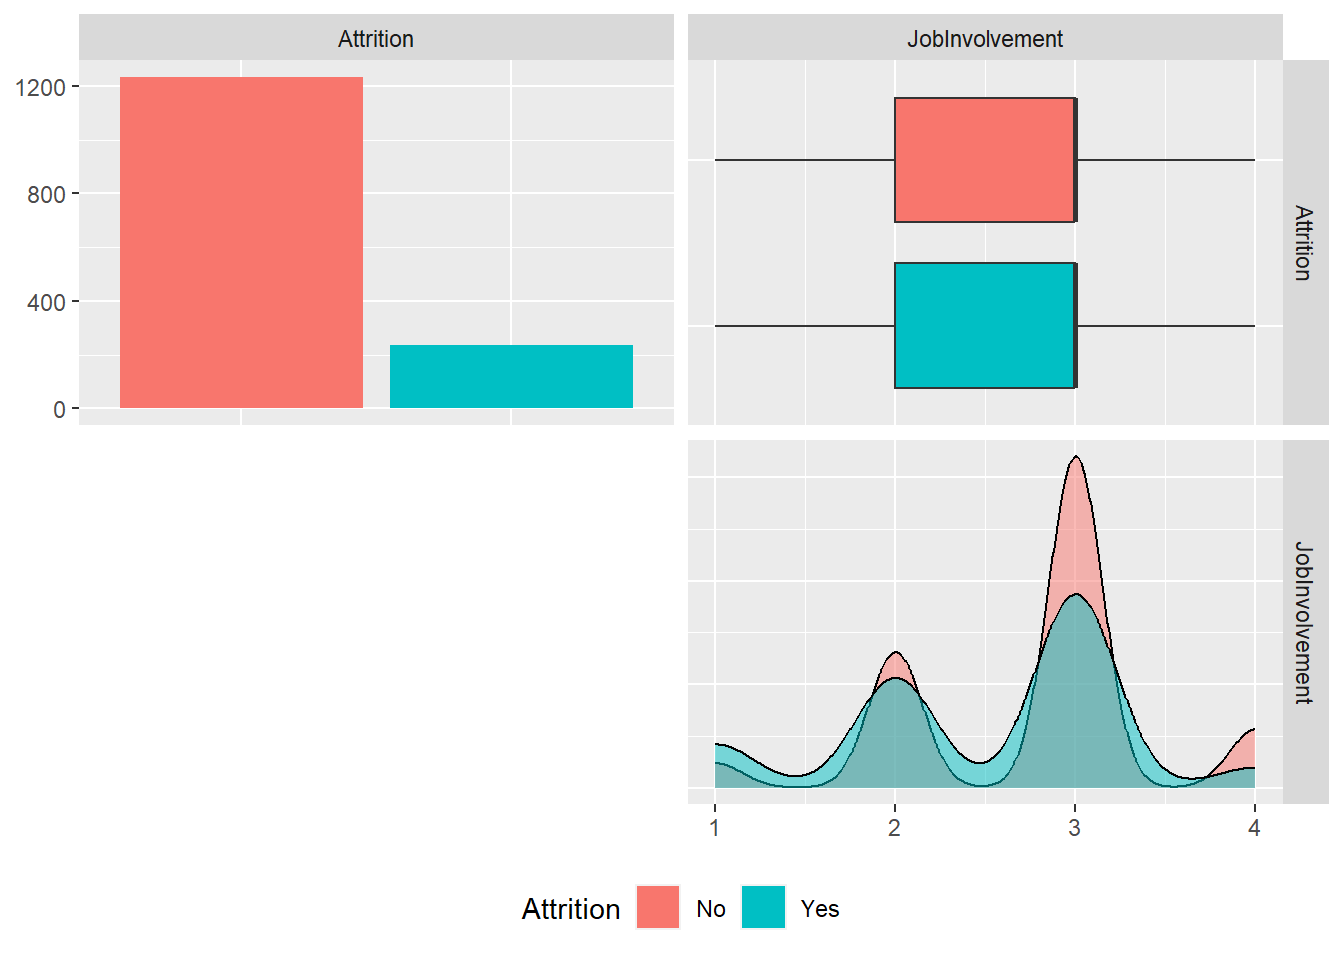 Attrition
JobInvolvement
1200
800
400
0
Attrition
JobInvolvement
1 2 3 4
Attrition No Yes